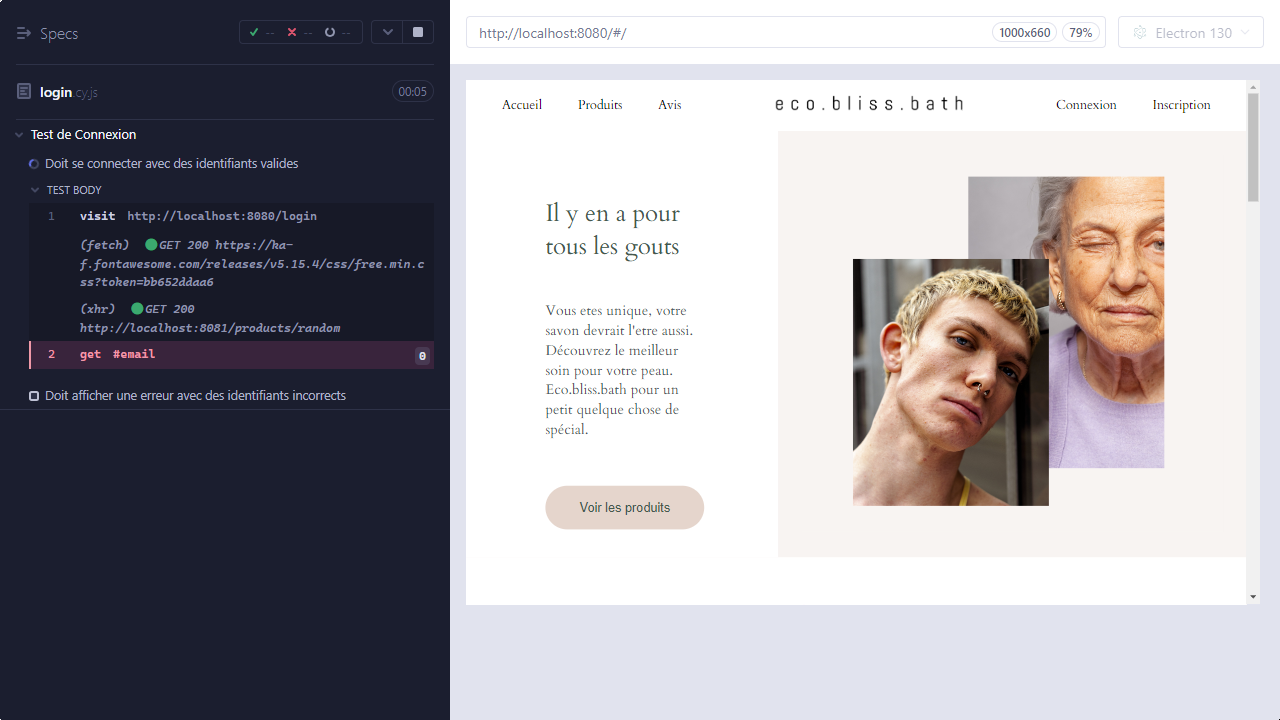 Specs
-- -- --
login.cy.js
00:05
Test de Connexion
Doit se connecter avec des identifiants valides
TEST BODY
1 visit http://localhost:8080/login
(fetch) GET 200 https://ka-
f.fontawesome.com/releases/v5.15.4/css/free.min.c
ss?token=bb652ddaa6
(xhr) GET 200
http://localhost:8081/products/random
2 get #email 0
Doit afficher une erreur avec des identifiants incorrects
http://localhost:8080/#/
1000x660
79%
Electron 130
Accueil
Produits
Avis
eco.bliss.bath
Connexion
Inscription
Il y en a pour
tous les gouts
Vous etes unique, votre
savon devrait l'etre aussi.
Découvrez le meilleur
soin pour votre peau.
Eco.bliss.bath pour un
petit quelque chose de
spécial.
Voir les produits